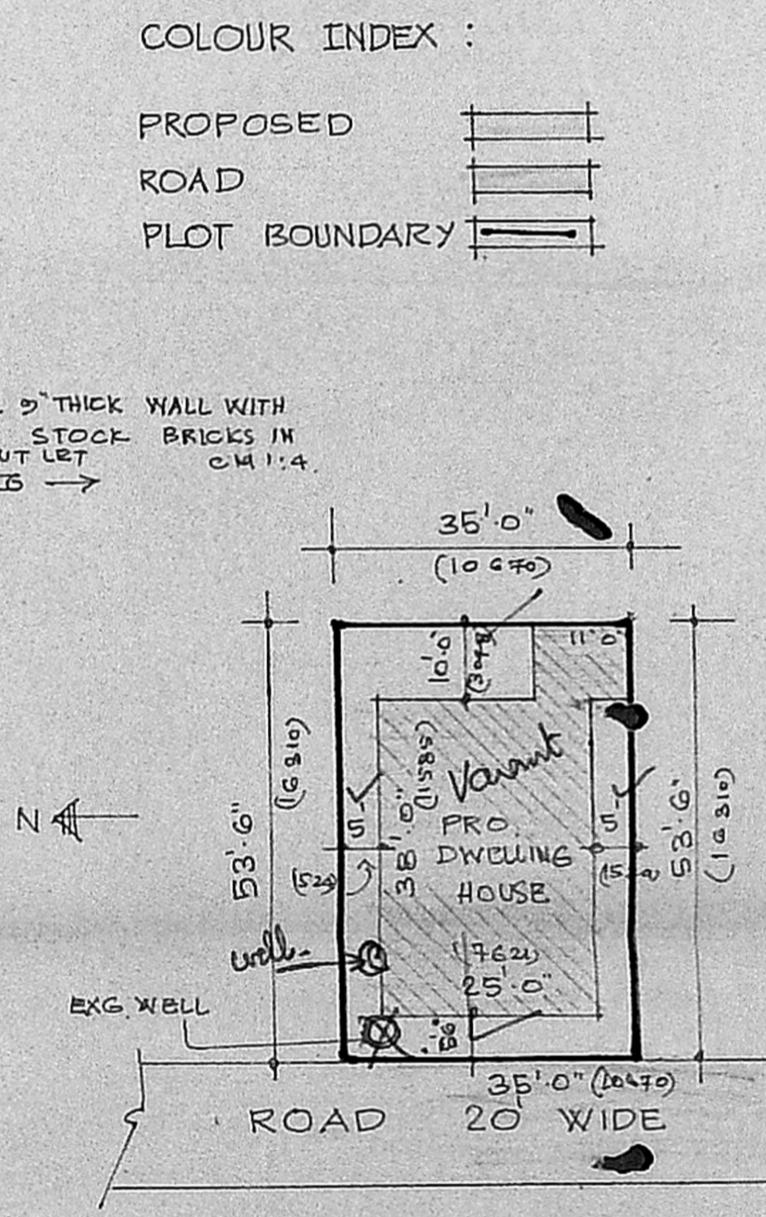 COLOUR INDEX :
PROPOSED
ROAD
PLOT BOUNDARY
9" THICK WALL WITH
STOCK BRICKS IN
UT LET CM 1:4.
35'.0"
(10670)
10'.0"
(3048)
11'.0"
53'.6"
(16310)
N
5'
38'.0"
(11585)
Vacant
PRO.
DWELLING
HOUSE
5'
53'.6"
(16310)
well
(7621)
25'.0"
EXG. WELL
35'.0" (10670)
ROAD 20' WIDE